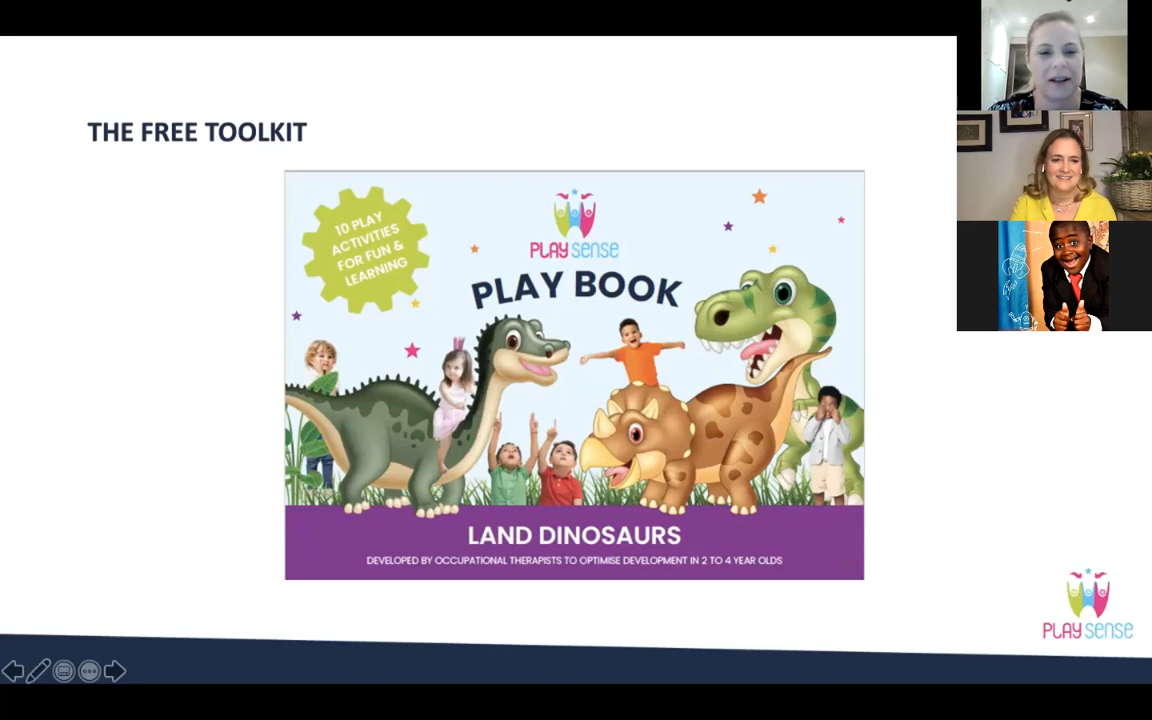 THE FREE TOOLKIT
10 PLAY
ACTIVITIES
FOR FUN &
LEARNING
PLAY SENSE
PLAY BOOK
LAND DINOSAURS
DEVELOPED BY OCCUPATIONAL THERAPISTS TO OPTIMISE DEVELOPMENT IN 2 TO 4 YEAR OLDS
PLAY SENSE